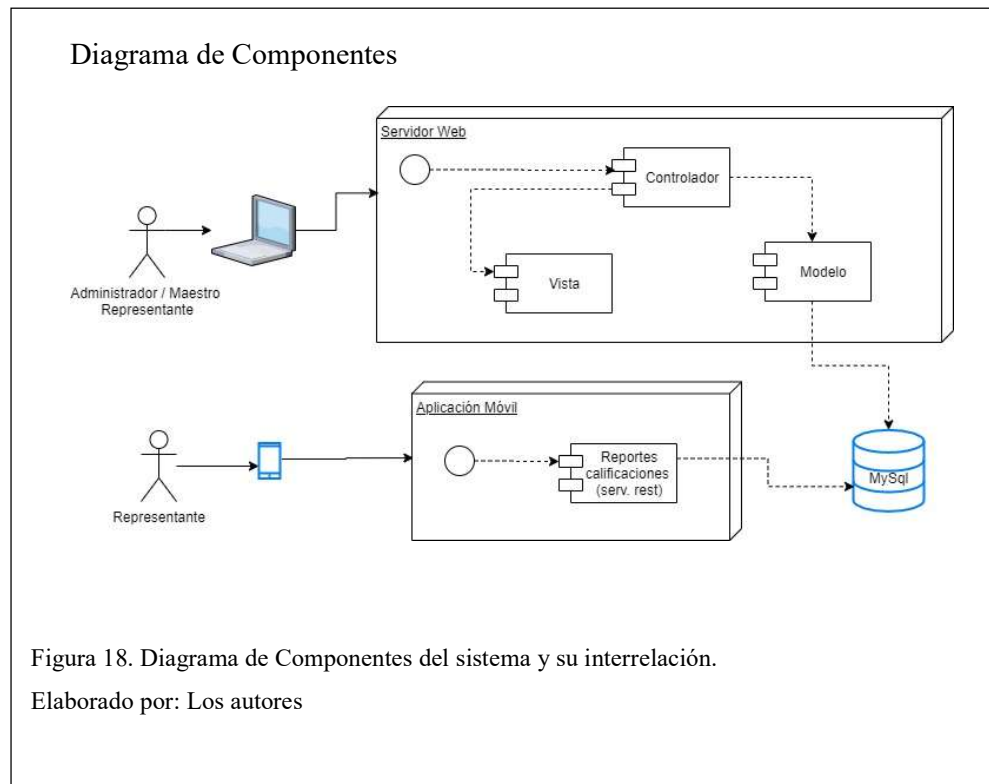 Diagrama de Componentes
Servidor Web
Controlador
Vista
Modelo
Administrador / Maestro
Representante
Aplicación Móvil
Reportes
calificaciones
(serv. rest)
MySql
Representante
Figura 18. Diagrama de Componentes del sistema y su interrelación.
Elaborado por: Los autores